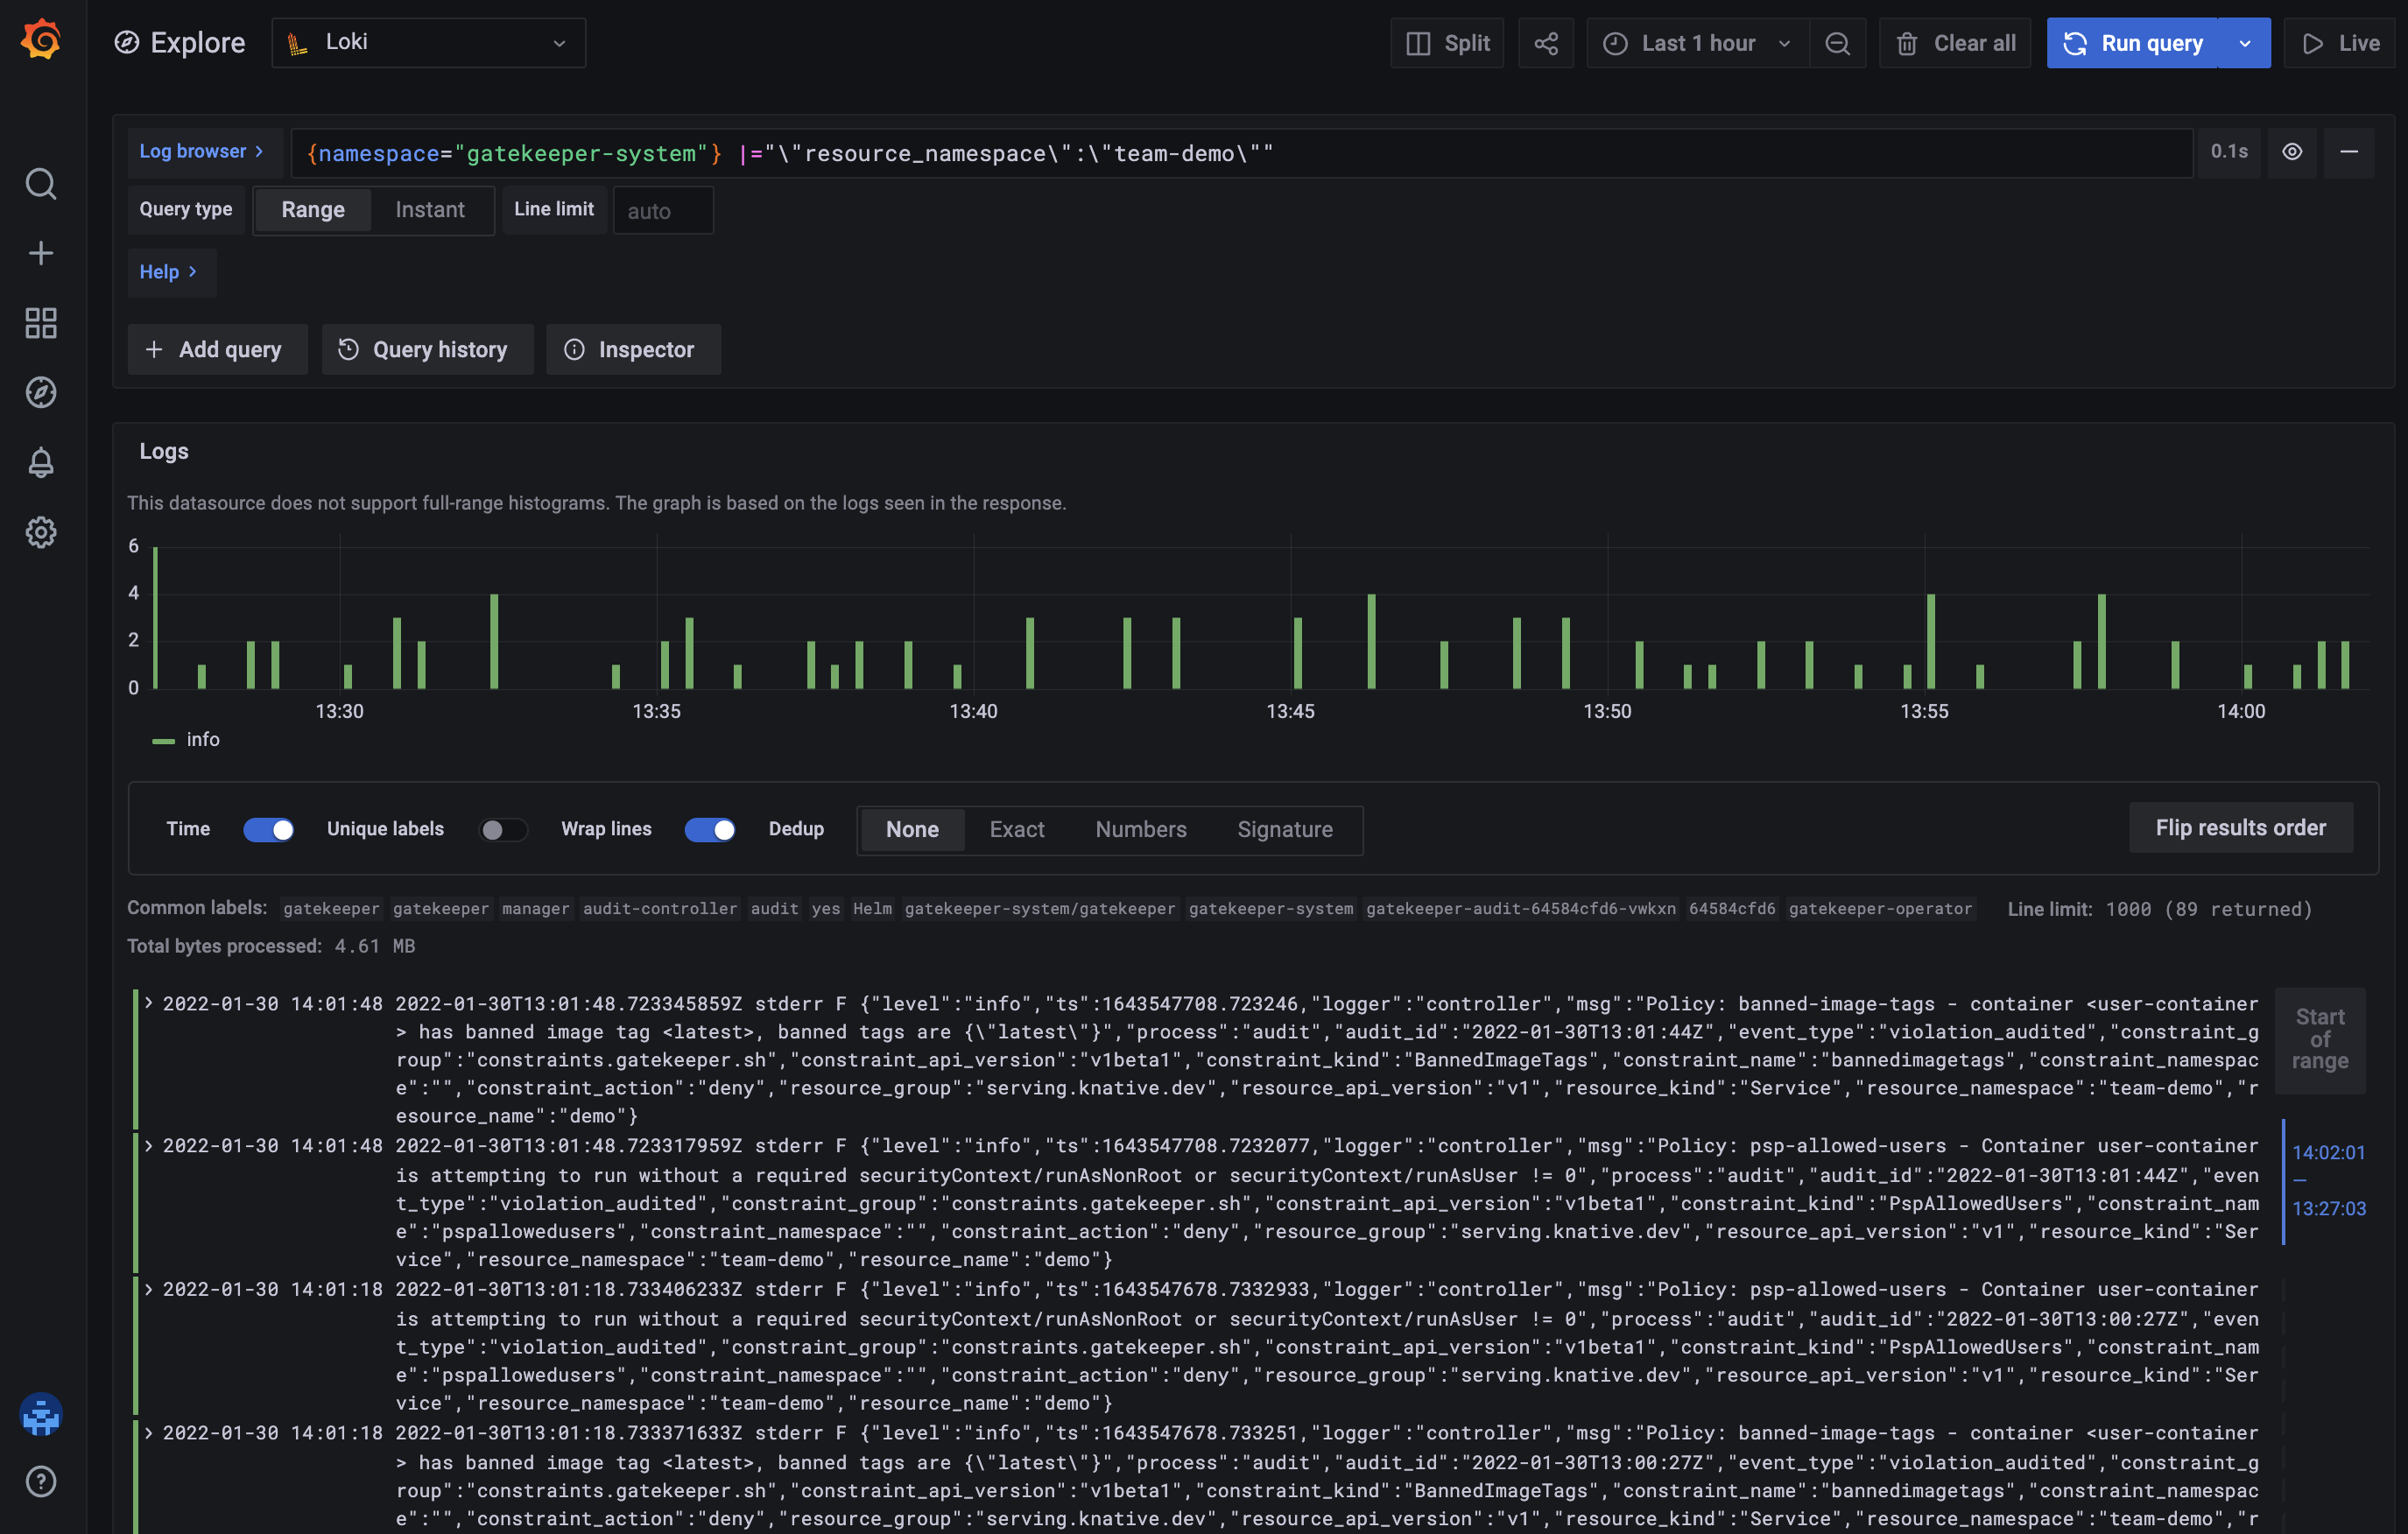 Explore Loki Split Last 1 hour Clear all Run query Live
Log browser > {namespace="gatekeeper-system"} |="\"resource_namespace\":\"team-demo\"" 0.1s
Query type Range Instant Line limit auto
Help >
+ Add query Query history Inspector
Logs
This datasource does not support full-range histograms. The graph is based on the logs seen in the response.
6
4
2
0
13:30 13:35 13:40 13:45 13:50 13:55 14:00
info
Time Unique labels Wrap lines Dedup None Exact Numbers Signature Flip results order
Common labels: gatekeeper gatekeeper manager audit-controller audit yes Helm gatekeeper-system/gatekeeper gatekeeper-system gatekeeper-audit-64584cfd6-vwkxn 64584cfd6 gatekeeper-operator Line limit: 1000 (89 returned)
Total bytes processed: 4.61 MB
> 2022-01-30 14:01:48 2022-01-30T13:01:48.723345859Z stderr F {"level":"info","ts":1643547708.723246,"logger":"controller","msg":"Policy: banned-image-tags - container <user-container
> has banned image tag <latest>, banned tags are {\"latest\"}","process":"audit","audit_id":"2022-01-30T13:01:44Z","event_type":"violation_audited","constraint_g
roup":"constraints.gatekeeper.sh","constraint_api_version":"v1beta1","constraint_kind":"BannedImageTags","constraint_name":"bannedimagetags","constraint_namespac
e":"","constraint_action":"deny","resource_group":"serving.knative.dev","resource_api_version":"v1","resource_kind":"Service","resource_namespace":"team-demo","r
esource_name":"demo"}
> 2022-01-30 14:01:48 2022-01-30T13:01:48.723317959Z stderr F {"level":"info","ts":1643547708.7232077,"logger":"controller","msg":"Policy: psp-allowed-users - Container user-container
is attempting to run without a required securityContext/runAsNonRoot or securityContext/runAsUser != 0","process":"audit","audit_id":"2022-01-30T13:01:44Z","even
t_type":"violation_audited","constraint_group":"constraints.gatekeeper.sh","constraint_api_version":"v1beta1","constraint_kind":"PspAllowedUsers","constraint_nam
e":"pspallowedusers","constraint_namespace":"","constraint_action":"deny","resource_group":"serving.knative.dev","resource_api_version":"v1","resource_kind":"Ser
vice","resource_namespace":"team-demo","resource_name":"demo"}
> 2022-01-30 14:01:18 2022-01-30T13:01:18.733406233Z stderr F {"level":"info","ts":1643547678.7332933,"logger":"controller","msg":"Policy: psp-allowed-users - Container user-container
is attempting to run without a required securityContext/runAsNonRoot or securityContext/runAsUser != 0","process":"audit","audit_id":"2022-01-30T13:00:27Z","even
t_type":"violation_audited","constraint_group":"constraints.gatekeeper.sh","constraint_api_version":"v1beta1","constraint_kind":"PspAllowedUsers","constraint_nam
e":"pspallowedusers","constraint_namespace":"","constraint_action":"deny","resource_group":"serving.knative.dev","resource_api_version":"v1","resource_kind":"Ser
vice","resource_namespace":"team-demo","resource_name":"demo"}
> 2022-01-30 14:01:18 2022-01-30T13:01:18.733371633Z stderr F {"level":"info","ts":1643547678.733251,"logger":"controller","msg":"Policy: banned-image-tags - container <user-container
> has banned image tag <latest>, banned tags are {\"latest\"}","process":"audit","audit_id":"2022-01-30T13:00:27Z","event_type":"violation_audited","constraint_g
roup":"constraints.gatekeeper.sh","constraint_api_version":"v1beta1","constraint_kind":"BannedImageTags","constraint_name":"bannedimagetags","constraint_namespac
e":"","constraint_action":"deny","resource_group":"serving.knative.dev","resource_api_version":"v1","resource_kind":"Service","resource_namespace":"team-demo","r
Start
of
range
14:02:01
—
13:27:03